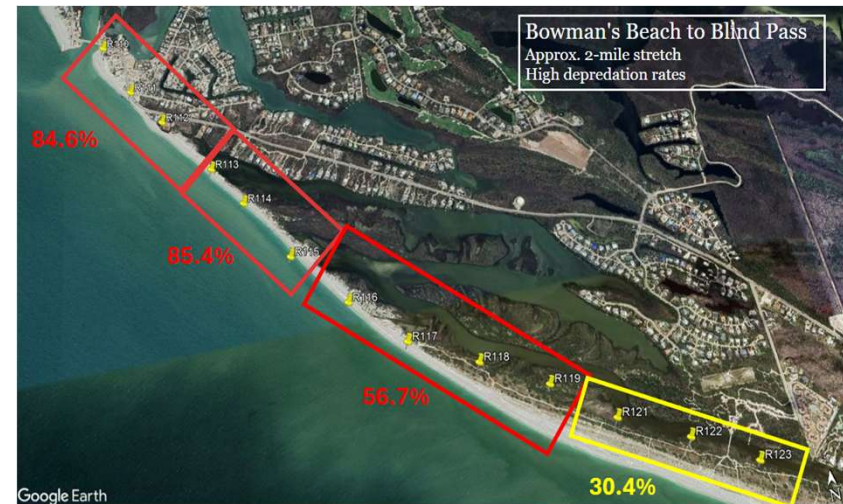 Bowman's Beach to Blind Pass
Approx. 2-mile stretch
High depredation rates
R112
84.6%
R113
R114
85.4%
R115
R116
R117
R118
56.7%
R119
R121
R122
R123
30.4%
Google Earth
N